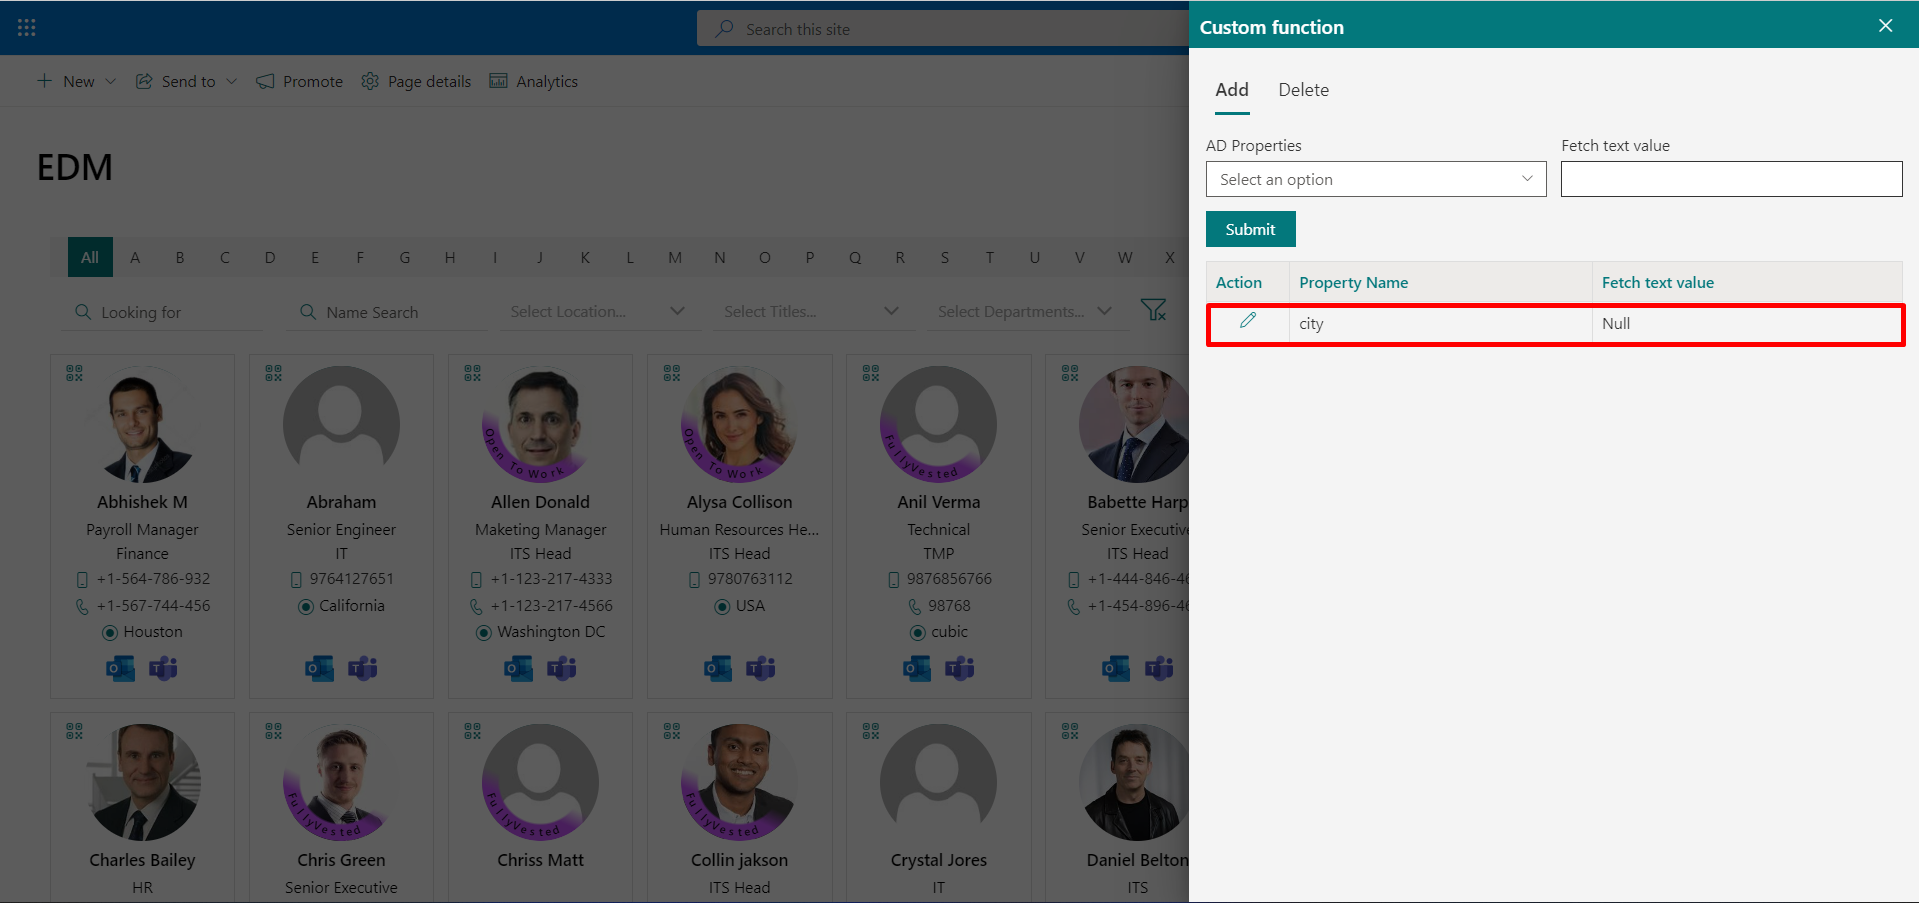 Search this site
Custom function
New
Send to
Promote
Page details
Analytics
Add
Delete
EDM
AD Properties
Fetch text value
Select an option
Submit
Action
Property Name
Fetch text value
city
Null
All A B C D E F G H I J K L M N O P Q R S T U V W X
Looking for
Name Search
Select Location...
Select Titles...
Select Departments...
Open To Work
Open To Work
FullyVested
Abhishek M
Payroll Manager
Finance
+1-564-786-932
+1-567-744-456
Houston
Abraham
Senior Engineer
IT
9764127651
California
Allen Donald
Maketing Manager
ITS Head
+1-123-217-4333
+1-123-217-4566
Washington DC
Alysa Collison
Human Resources He...
ITS Head
9780763112
USA
Anil Verma
Technical
TMP
9876856766
98768
cubic
Babette Harp
Senior Executive
ITS Head
+1-444-846-46
+1-454-896-46
FullyVested
FullyVested
FullyVested
Charles Bailey
HR
Chris Green
Senior Executive
Chriss Matt
Collin jakson
ITS Head
Crystal Jores
IT
Daniel Belton
ITS